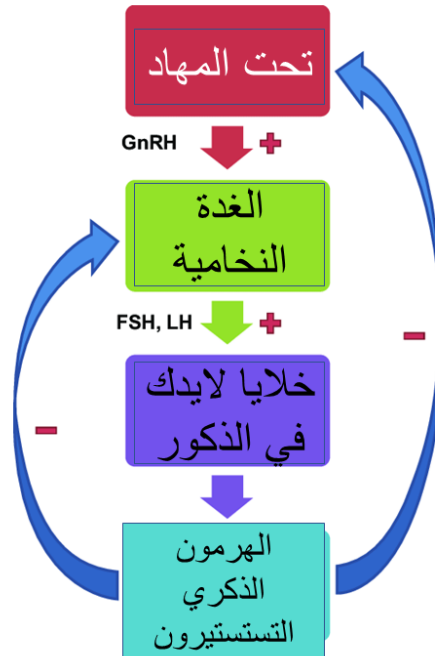 تحت المهاد
GnRH +
الغدة
النخامية
FSH, LH +
-
-
خلايا لايدك
في الذكور
الهرمون
الذكري
التستستيرون